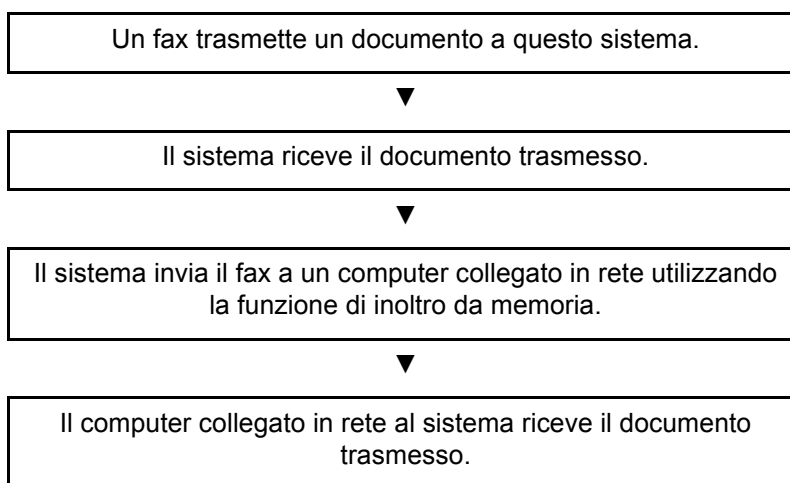 Un fax trasmette un documento a questo sistema.
▼
Il sistema riceve il documento trasmesso.
▼
Il sistema invia il fax a un computer collegato in rete utilizzando
la funzione di inoltro da memoria.
▼
Il computer collegato in rete al sistema riceve il documento
trasmesso.